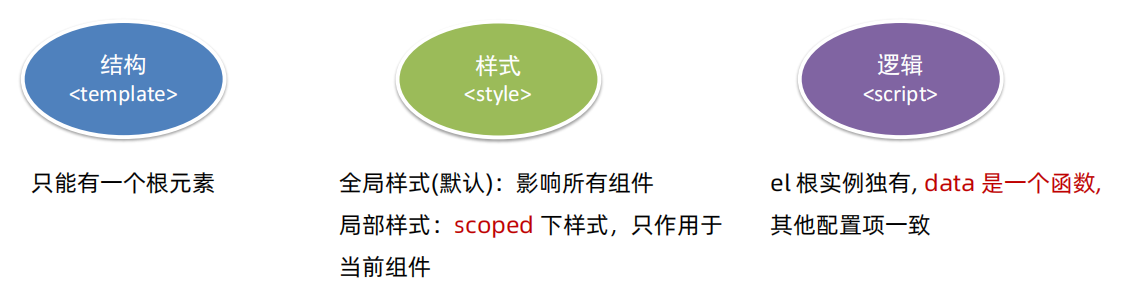 结构
<template>
只能有一个根元素
样式
<style>
全局样式(默认)：影响所有组件
局部样式：scoped 下样式，只作用于
当前组件
逻辑
<script>
el 根实例独有, data 是一个函数,
其他配置项一致